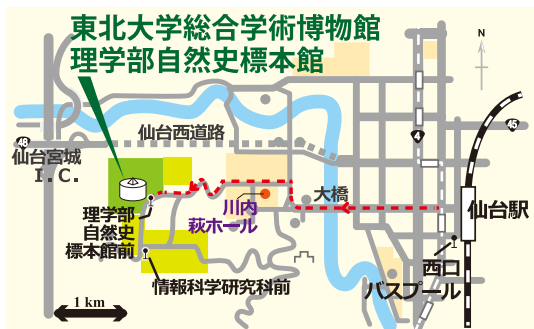 東北大学総合学術博物館
理学部自然史標本館
N
48
仙台西道路
4
45
仙台宮城
I.C.
大橋
理学部
自然史
標本館前
川内
萩ホール
仙台駅
西口
バスプール
情報科学研究科前
1 km